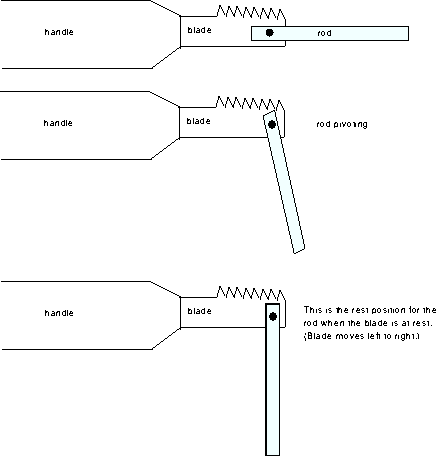 handle
blade
rod
handle
blade
rod pivoting
handle
blade
This is the rest position for the
rod when the blade is at rest.
(Blade moves left to right.)